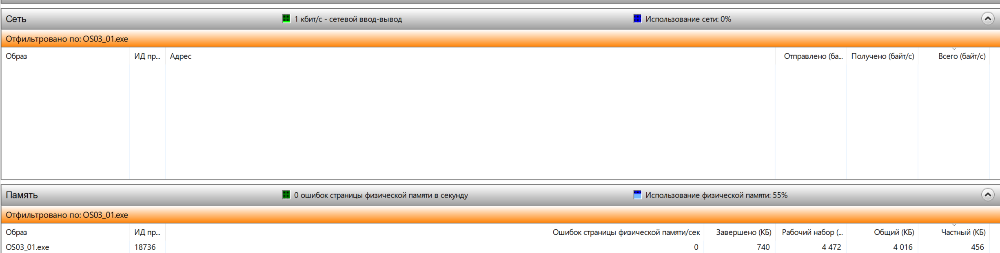 Сеть 1 кбит/с - сетевой ввод-вывод Использование сети: 0%
Отфильтровано по: OS03_01.exe
Образ ИД пр... Адрес Отправлено (ба... Получено (байт/с) Всего (байт/с)
Память 0 ошибок страницы физической памяти в секунду Использование физической памяти: 55%
Отфильтровано по: OS03_01.exe
Образ ИД пр... Ошибок страницы физической памяти/сек Завершено (КБ) Рабочий набор (... Общий (КБ) Частный (КБ)
OS03_01.exe 18736 0 740 4 472 4 016 456